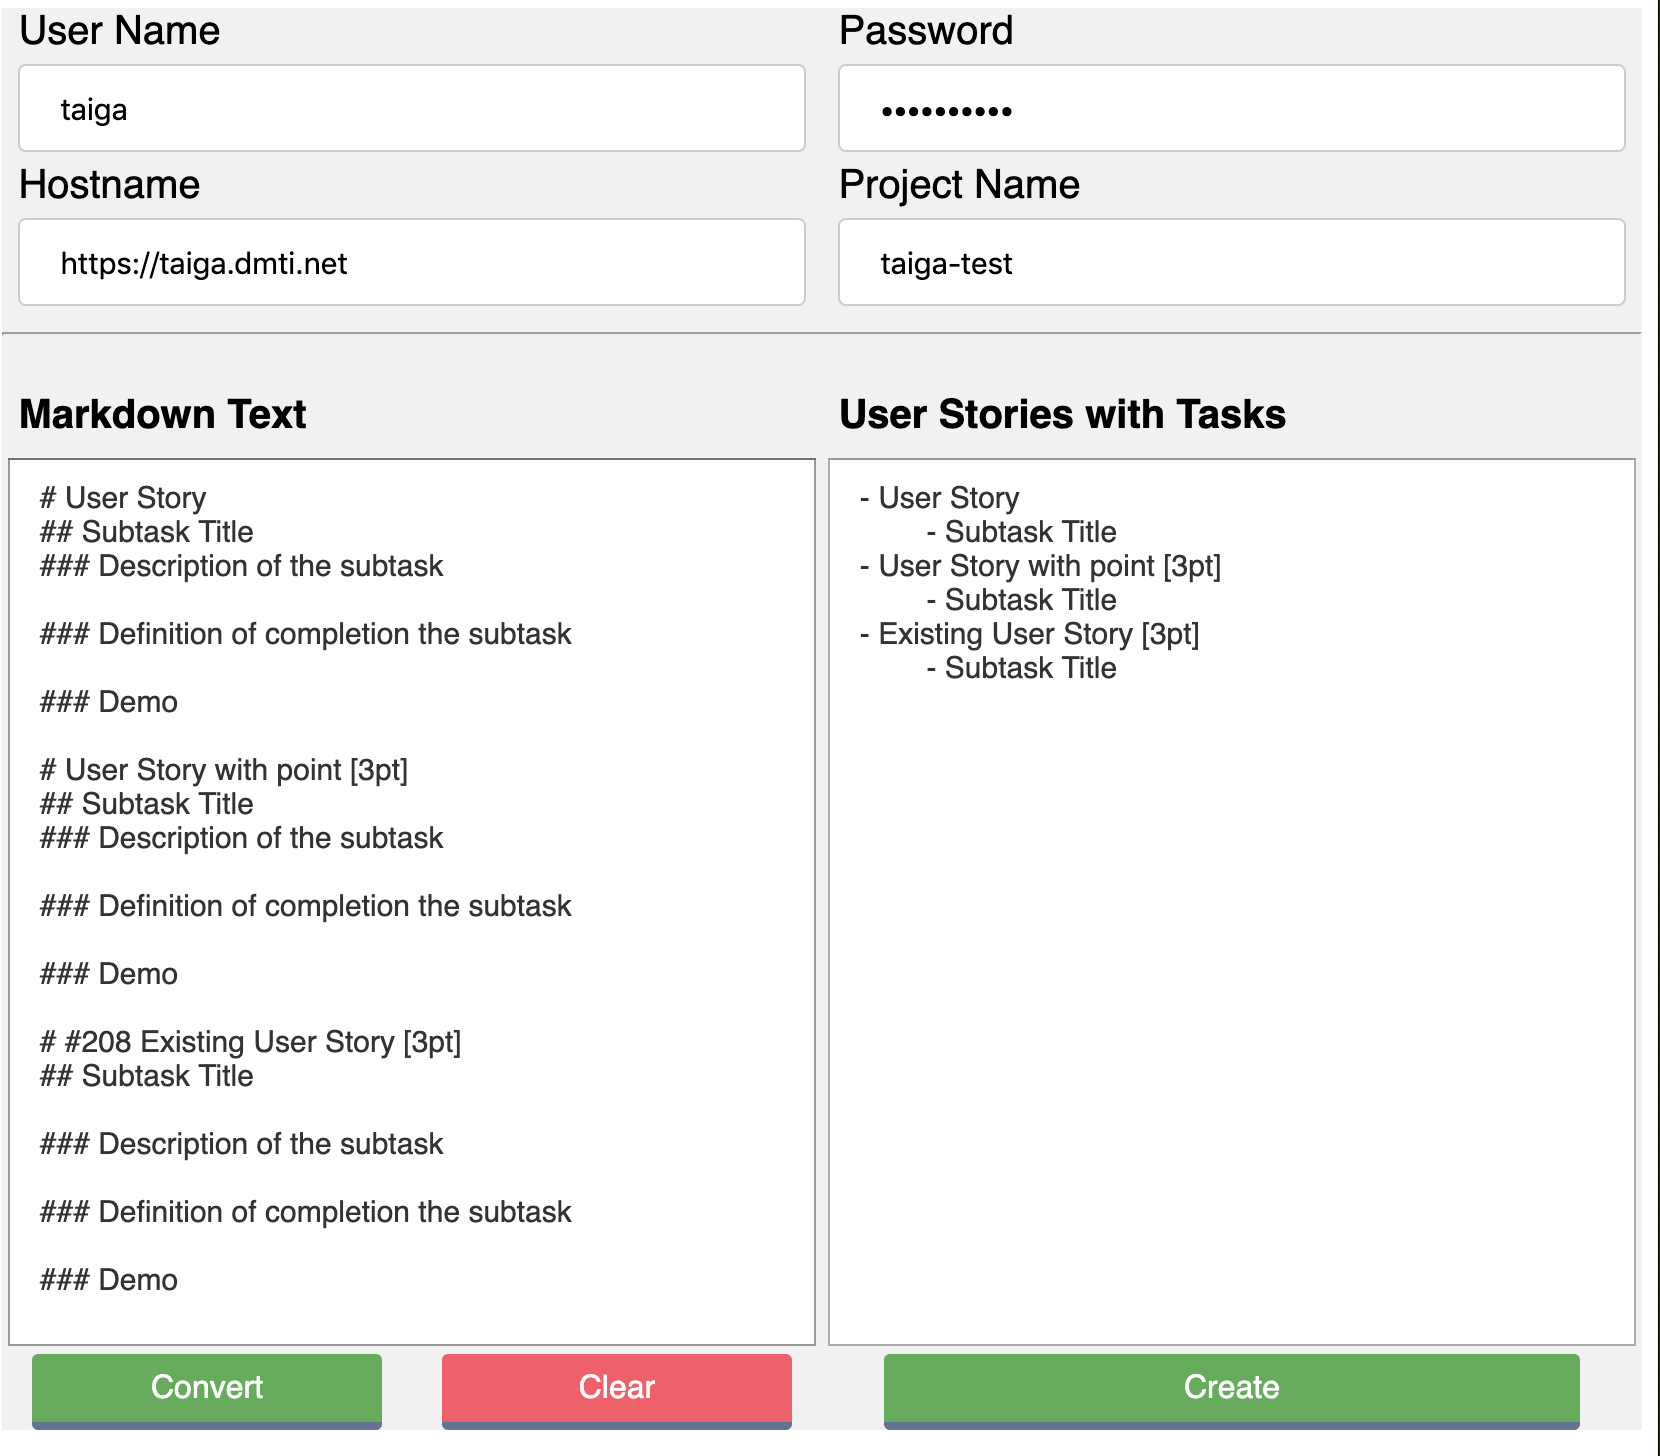 User Name
Password
taiga
••••••••••
Hostname
Project Name
https://taiga.dmti.net
taiga-test
Markdown Text
# User Story
## Subtask Title
### Description of the subtask
### Definition of completion the subtask
### Demo
# User Story with point [3pt]
## Subtask Title
### Description of the subtask
### Definition of completion the subtask
### Demo
# #208 Existing User Story [3pt]
## Subtask Title
### Description of the subtask
### Definition of completion the subtask
### Demo
Convert
Clear
User Stories with Tasks
- User Story
- Subtask Title
- User Story with point [3pt]
- Subtask Title
- Existing User Story [3pt]
- Subtask Title
Create